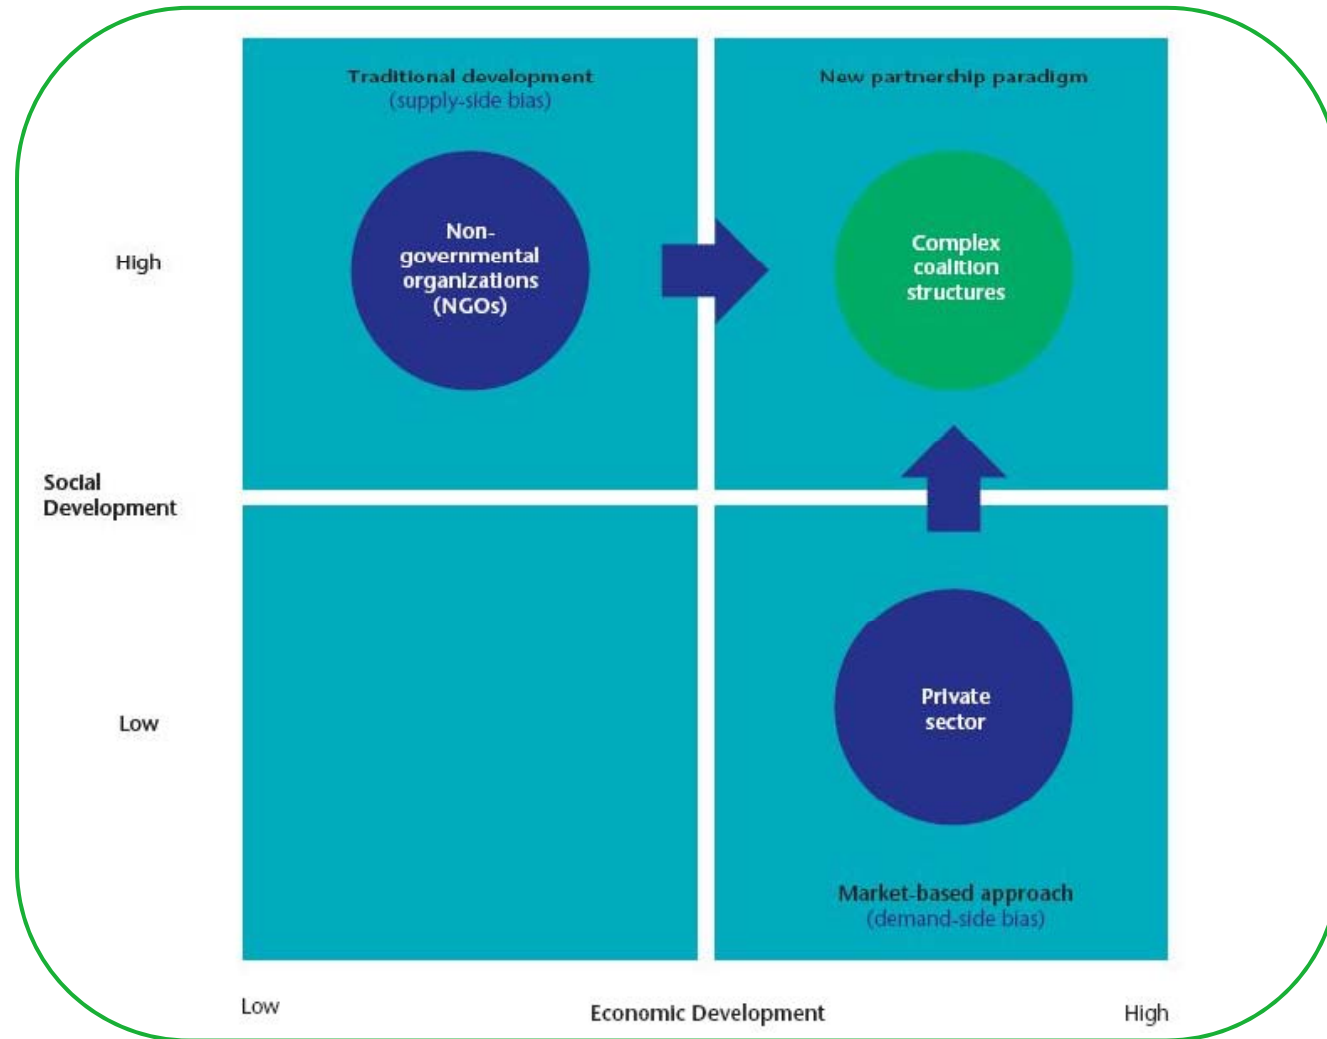 Traditional development
(supply-side bias)
New partnership paradigm
Non-
governmental
organizations
(NGOs)
Complex
coalition
structures
High
Social
Development
Low
Private
sector
Market-based approach
(demand-side bias)
Low
Economic Development
High